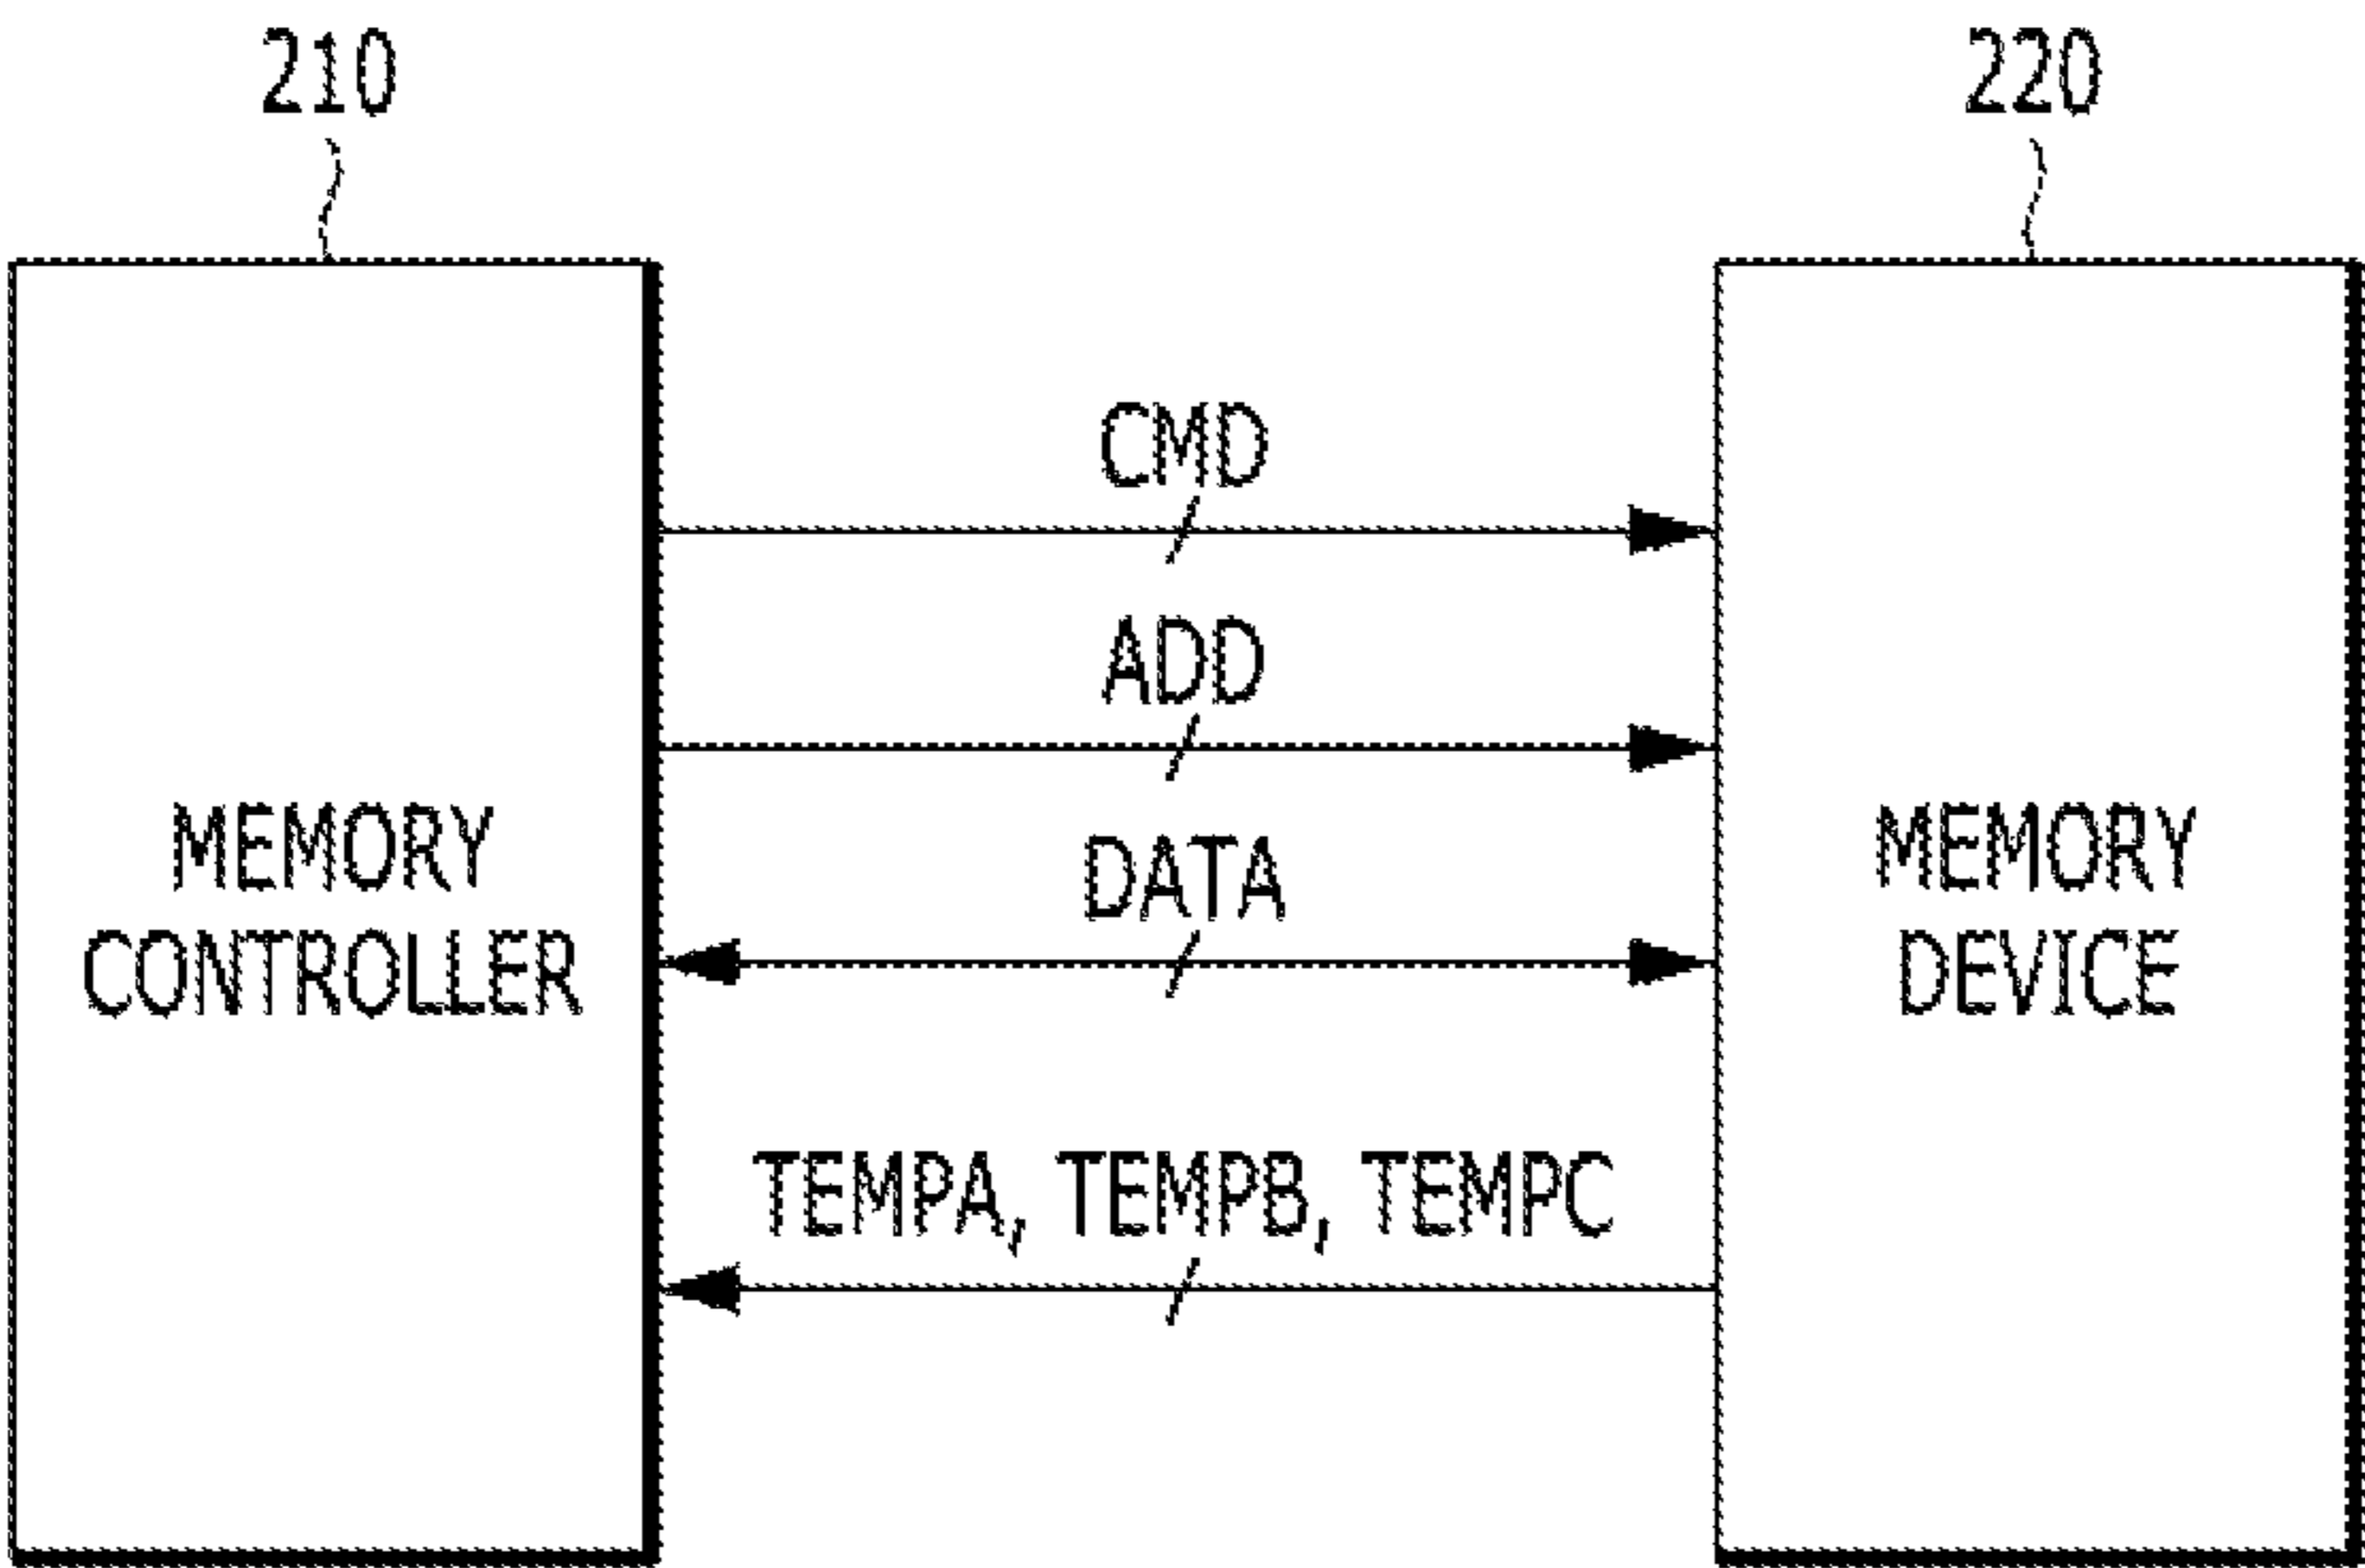 210
220
CMD
ADD
DATA
TEMPA, TEMPB, TEMPC
MEMORY
CONTROLLER
MEMORY
DEVICE